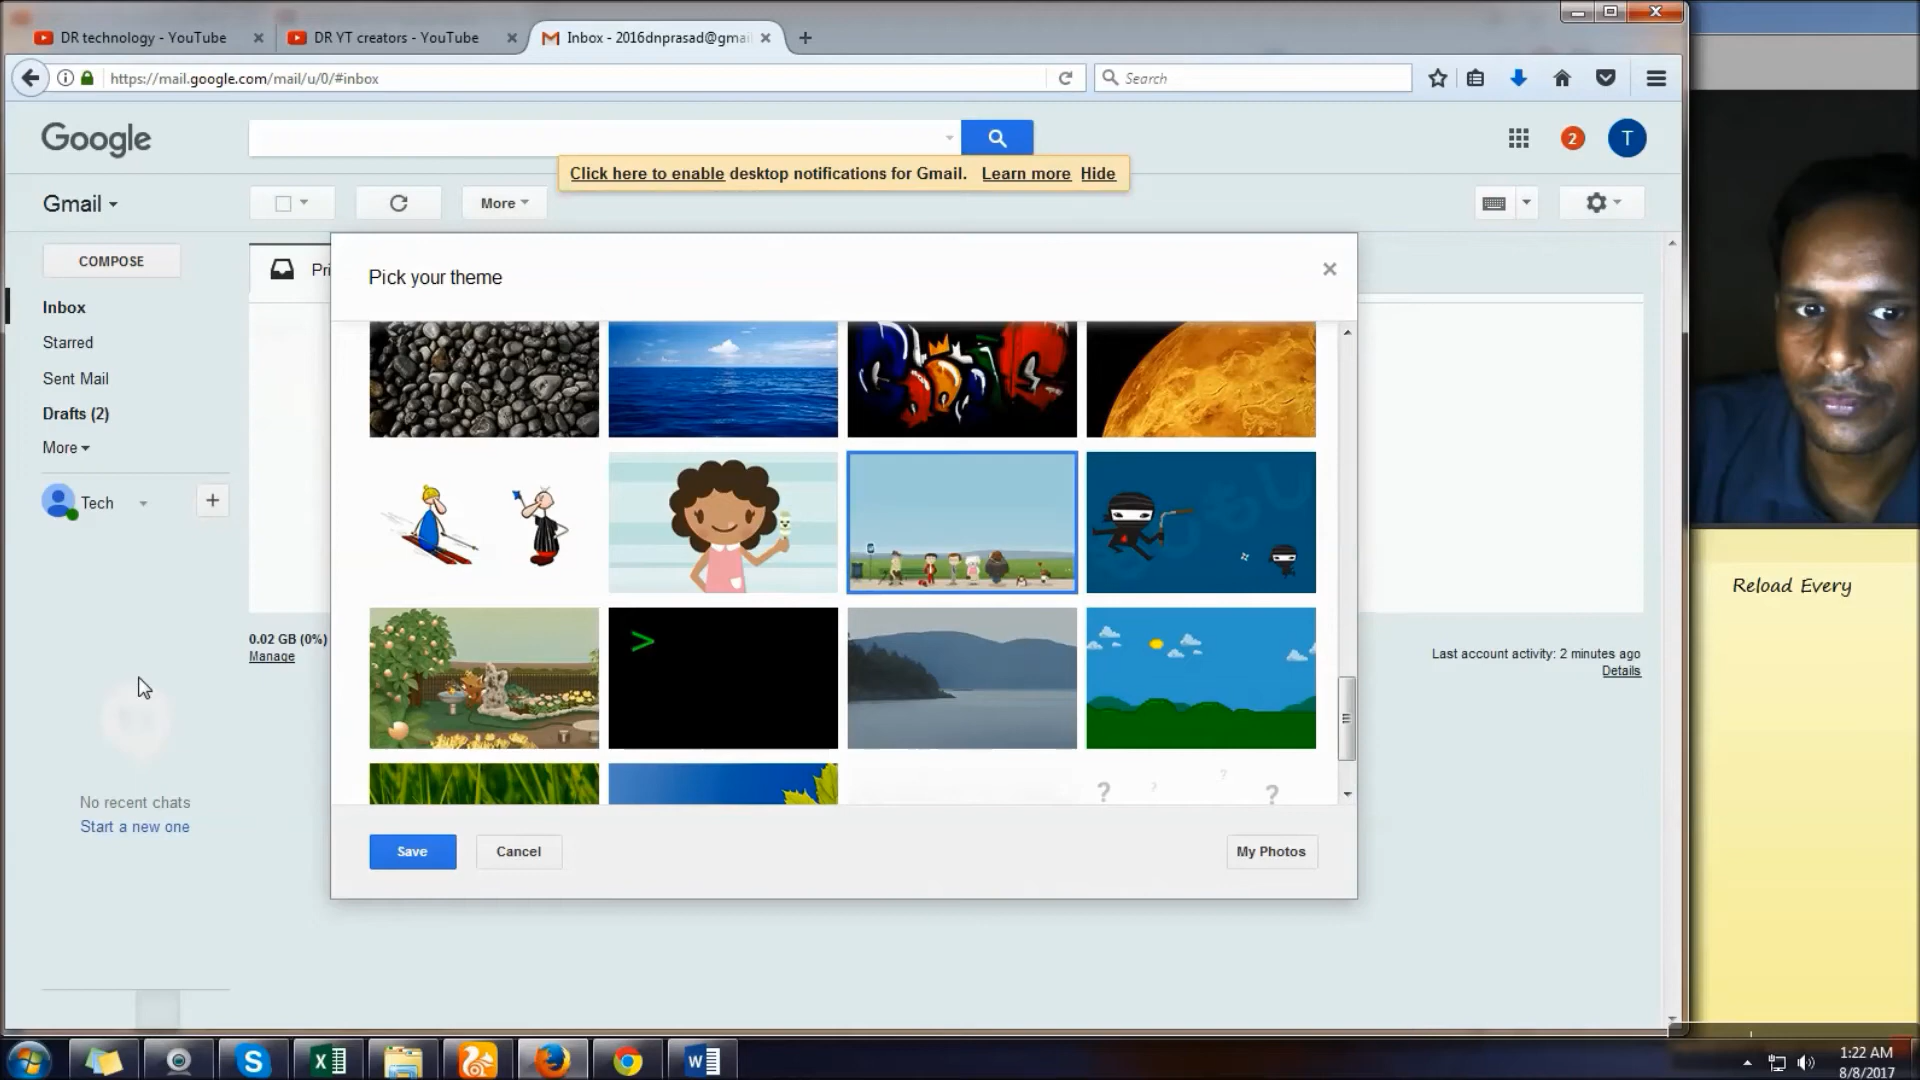 DR technology - YouTube
DR YT creators - YouTube
Inbox - 2016dnprasad@gmai
https://mail.google.com/mail/u/0/#inbox
Search
Google
2
T
Click here to enable desktop notifications for Gmail. Learn more Hide
Gmail
More
COMPOSE
Pri
Pick your theme
Inbox
Starred
Sent Mail
Drafts (2)
More
Tech
+
Reload Every
>
0.02 GB (0%)
Manage
Last account activity: 2 minutes ago
Details
? ? ? ?
No recent chats
Start a new one
Save
Cancel
My Photos
1:22 AM
8/8/2017